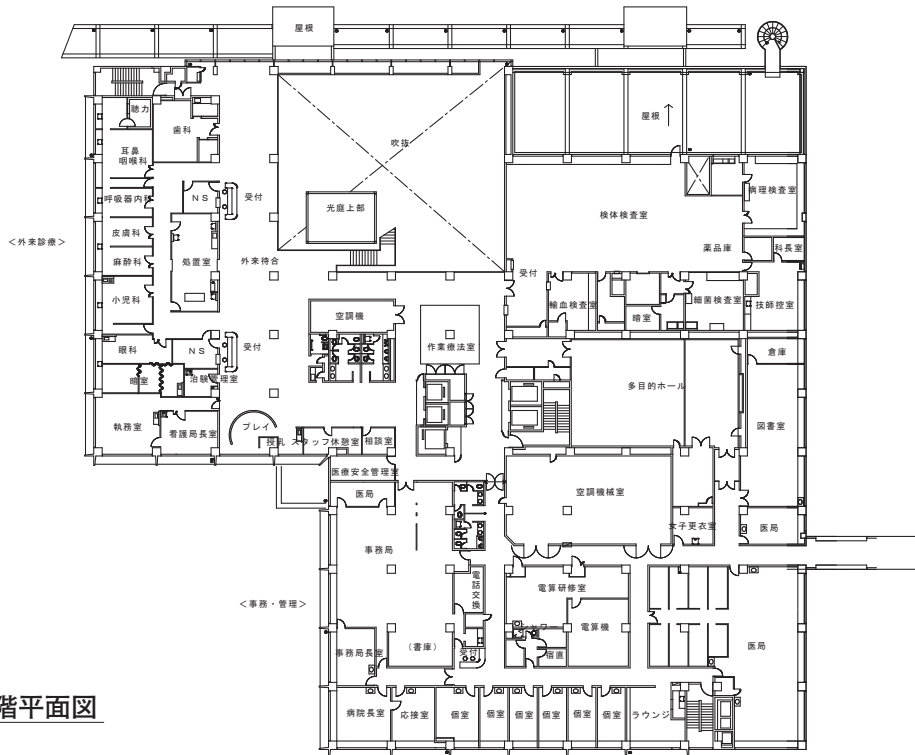 屋根
屋根
聴力
歯科
耳鼻
咽喉科
吹抜
呼吸器内科
NS
受付
光庭上部
検体検査室
病理検査室
皮膚科
＜外来診療＞
麻酔科
処置室
外来待合
薬品庫
科長室
受付
小児科
空調機
輸血検査室
暗室
細菌検査室
技師控室
眼科
NS
受付
作業療法室
倉庫
暗室
治験管理室
多目的ホール
執務室
看護局長室
プレイ
授乳
スタッフ休憩室
相談室
図書室
医療安全管理室
医局
空調機械室
女子更衣室
医局
事務局
＜事務・管理＞
電話
交換
電算研修室
シャワー
電算機
（書庫）
事務局長室
受付
宿直
医局
病院長室
応接室
個室
個室
個室
個室
個室
個室
ラウンジ
階平面図